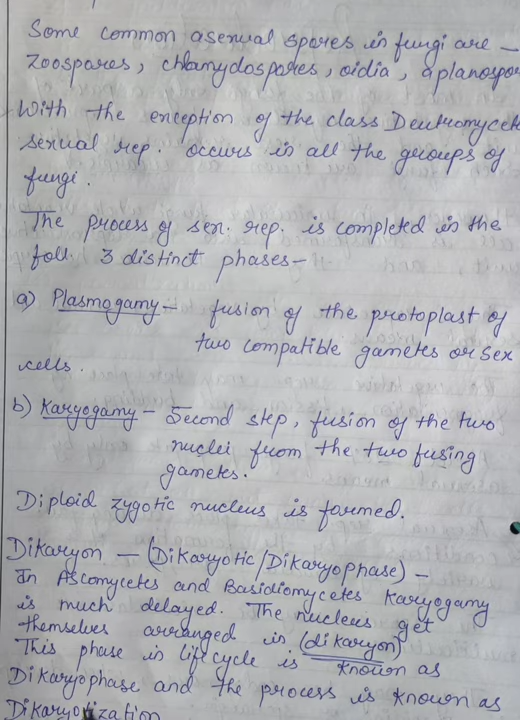 Some common asexual spores in fungi are -
Zoospores, chlamydospores, oidia, aplanospor
With the exception of the class Deutromycet
sexual rep. occurs in all the groups of
fungi.
The process of sex. rep. is completed in the
foll. 3 distinct phases-
a) Plasmogamy - fusion of the protoplast of
two compatible gametes or sex
cells.
b) Karyogamy - Second step, fusion of the two
nuclei from the two fusing
gametes.
Diploid zygotic nucleus is formed.
Dikaryon - (Dikaryotic/Dikaryophase) -
In Ascomycetes and Basidiomycetes Karyogamy
is much delayed. The nucleus get
themselves arranged in (dikaryon)
This phase in life cycle is known as
Dikaryophase and the process is known as
Dikaryotization